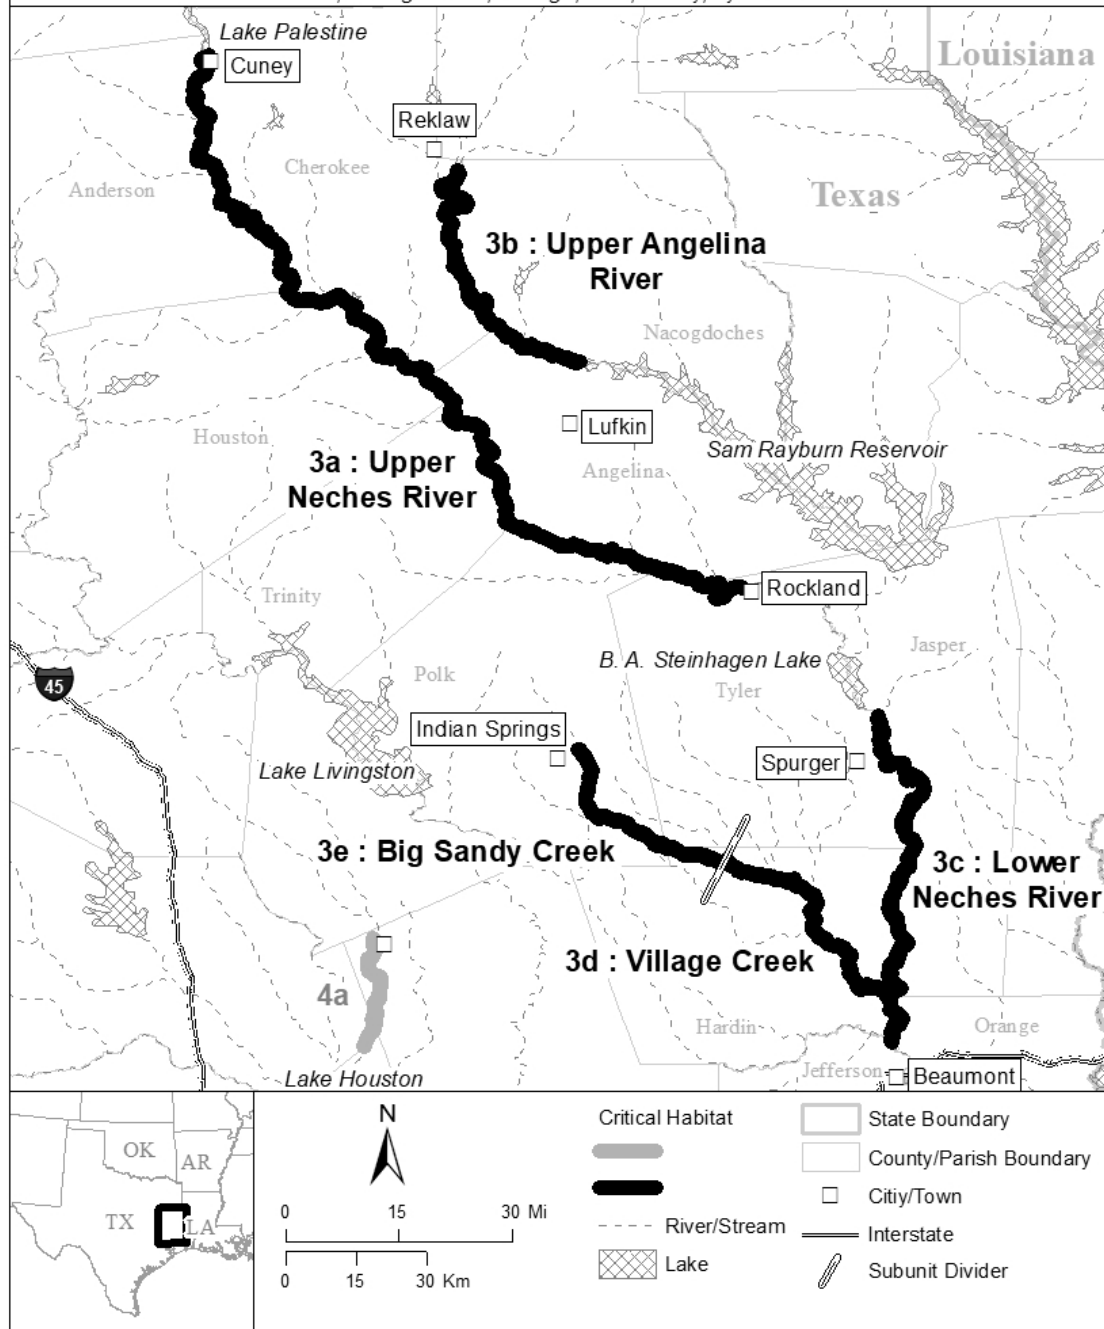 Lake Palestine
Cuney
Louisiana
Reklaw
Cherokee
Anderson
Texas
3b : Upper Angelina
River
Nacogdoches
Lufkin
Houston
Sam Rayburn Reservoir
3a : Upper
Neches River
Angelina
Rockland
Trinity
Jasper
B. A. Steinhagen Lake
Polk
45
Tyler
Indian Springs
Spurger
Lake Livingston
3e : Big Sandy Creek
3c : Lower
Neches River
3d : Village Creek
4a
Hardin
Orange
Jefferson
Lake Houston
Beaumont
OK
AR
TX
LA
N
0 15 30 Mi
0 15 30 Km
Critical Habitat
River/Stream
Lake
State Boundary
County/Parish Boundary
Citiy/Town
Interstate
Subunit Divider